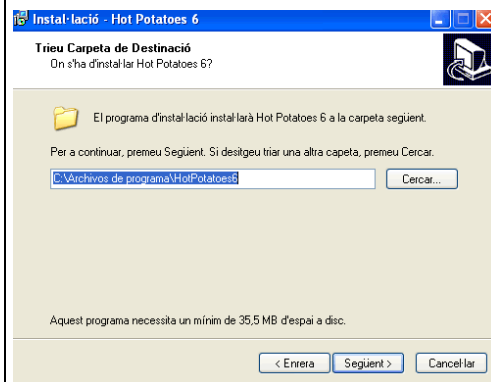 Instal·lació - Hot Potatoes 6
Trieu Carpeta de Destinació
On s'ha d'instal·lar Hot Potatoes 6?
El programa d'instal·lació instal·larà Hot Potatoes 6 a la carpeta següent.
Per a continuar, premeu Següent. Si desitgeu triar una altra capeta, premeu Cercar.
C:\Archivos de programa\HotPotatoes6
Cercar...
Aquest programa necessita un mínim de 35,5 MB d'espai a disc.
< Enrera
Següent >
Cancel·lar